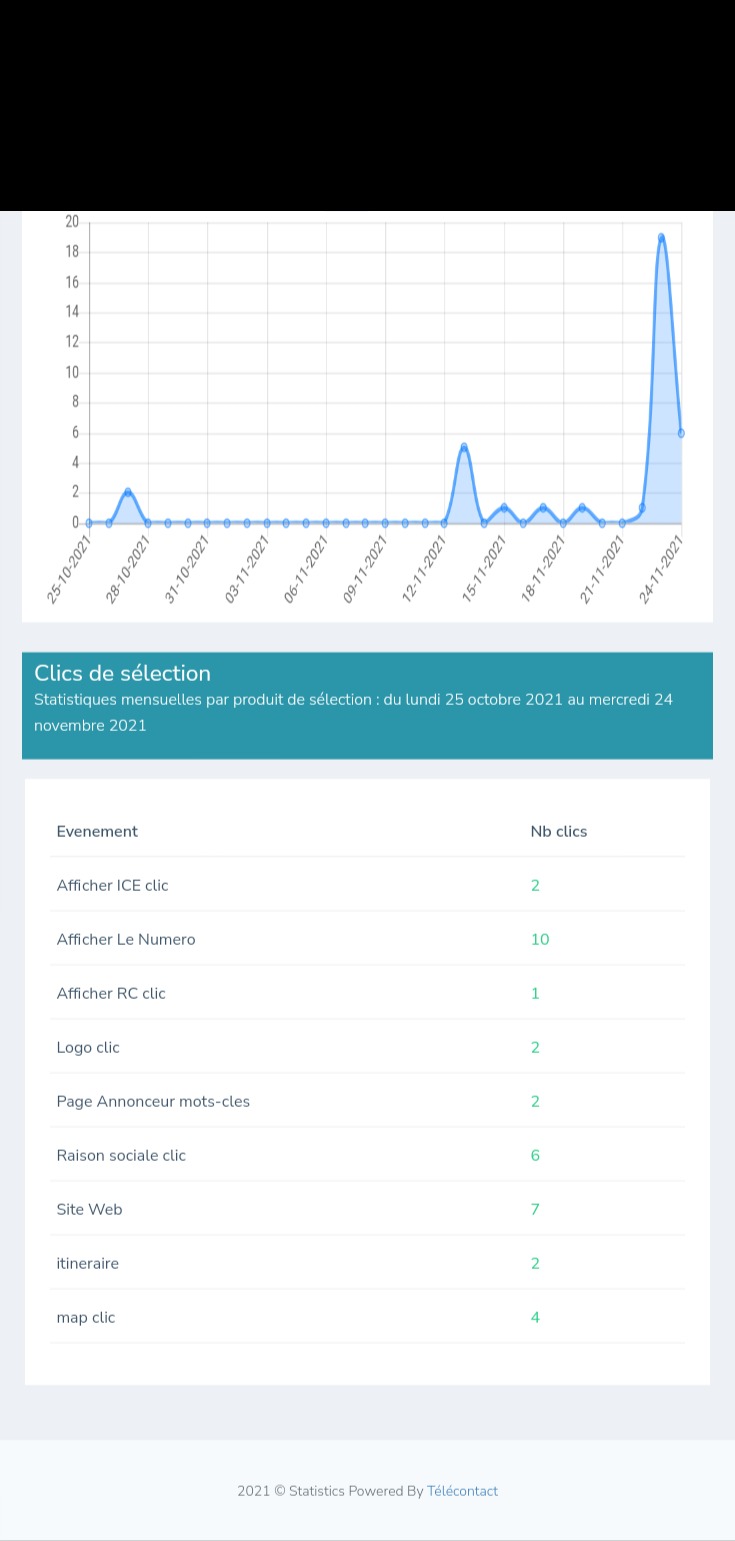 20
18
16
14
12
10
8
6
4
2
0
25-10-2021
28-10-2021
31-10-2021
03-11-2021
06-11-2021
09-11-2021
12-11-2021
15-11-2021
18-11-2021
21-11-2021
24-11-2021
Clics de sélection
Statistiques mensuelles par produit de sélection : du lundi 25 octobre 2021 au mercredi 24
novembre 2021
Evenement Nb clics
Afficher ICE clic 2
Afficher Le Numero 10
Afficher RC clic 1
Logo clic 2
Page Annonceur mots-cles 2
Raison sociale clic 6
Site Web 7
itineraire 2
map clic 4
2021 © Statistics Powered By Télécontact